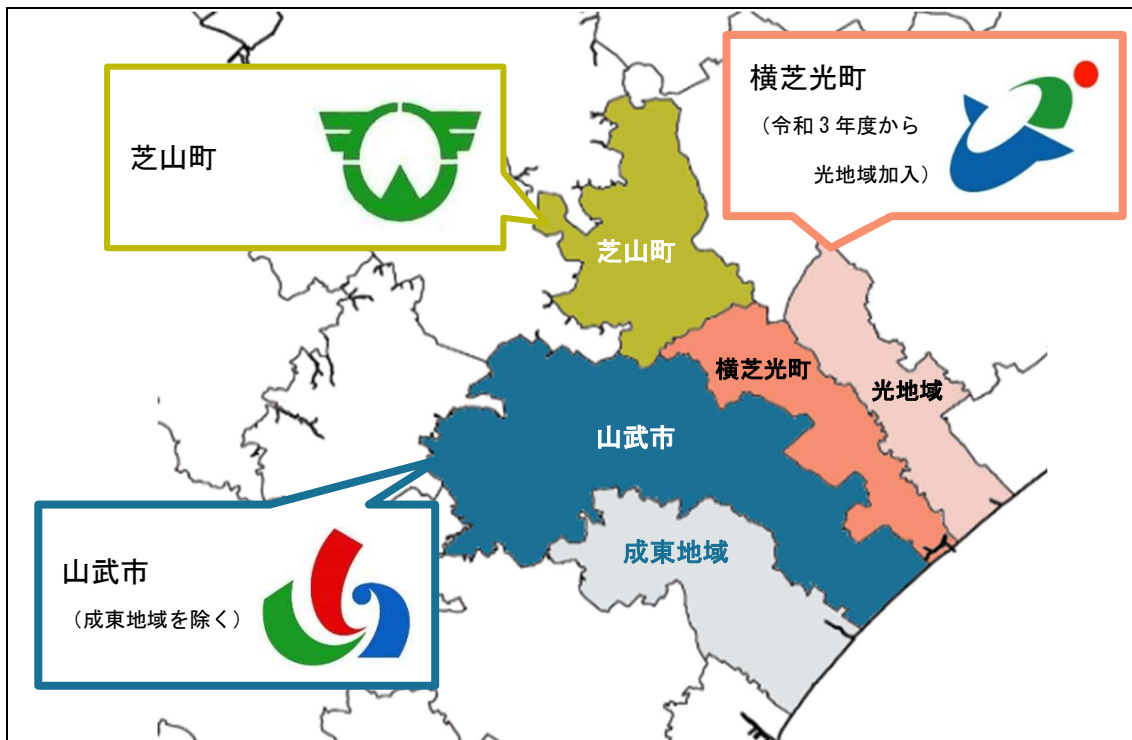 芝山町
横芝光町
（令和３年度から
光地域加入）
芝山町
横芝光町
光地域
山武市
成東地域
山武市
（成東地域を除く）